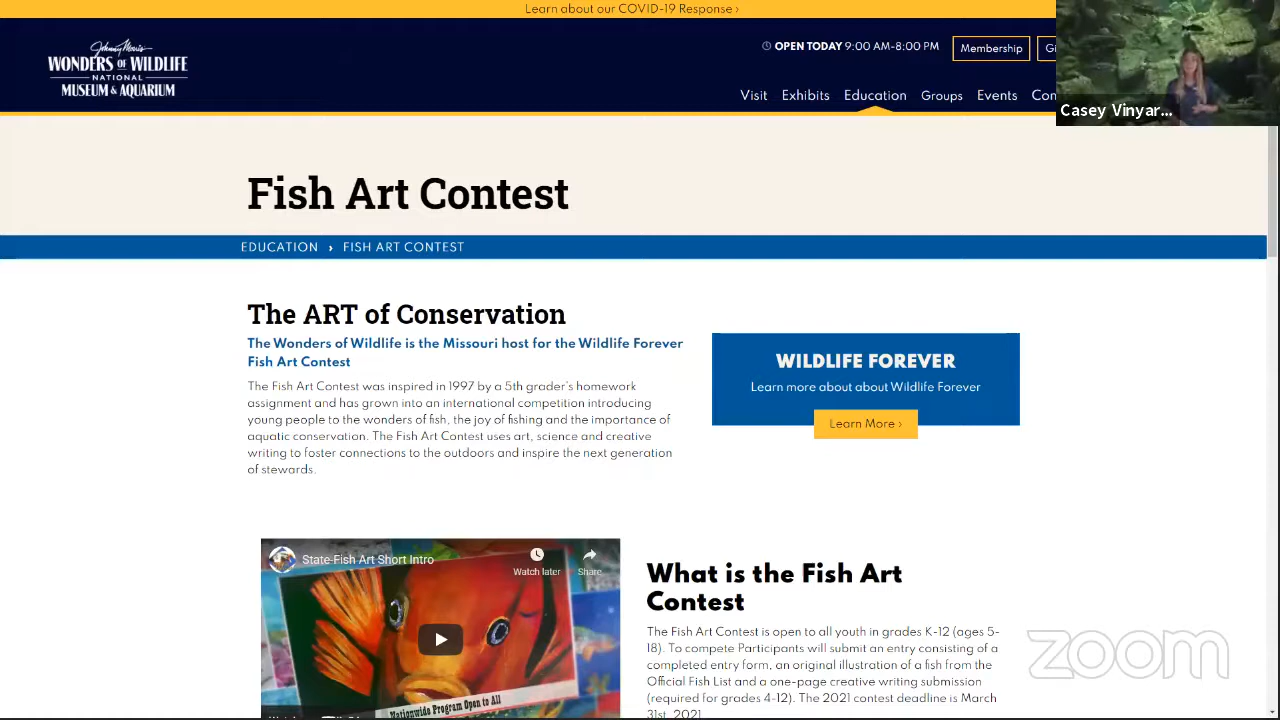 Learn about our COVID-19 Response ›
Johnny Morris'
WONDERS OF WILDLIFE
NATIONAL
MUSEUM & AQUARIUM
OPEN TODAY 9:00 AM-8:00 PM
Membership
Gi
Visit Exhibits Education Groups Events Con
Casey Vinyar...
Fish Art Contest
EDUCATION › FISH ART CONTEST
The ART of Conservation
The Wonders of Wildlife is the Missouri host for the Wildlife Forever
Fish Art Contest
The Fish Art Contest was inspired in 1997 by a 5th grader's homework
assignment and has grown into an international competition introducing
young people to the wonders of fish, the joy of fishing and the importance of
aquatic conservation. The Fish Art Contest uses art, science and creative
writing to foster connections to the outdoors and inspire the next generation
of stewards.
WILDLIFE FOREVER
Learn more about about Wildlife Forever
Learn More ›
State-Fish Art Short Intro
Watch later
Share
Nationwide Program Open to All
What is the Fish Art
Contest
The Fish Art Contest is open to all youth in grades K-12 (ages 5-
18). To compete Participants will submit an entry consisting of a
completed entry form, an original illustration of a fish from the
Official Fish List and a one-page creative writing submission
(required for grades 4-12). The 2021 contest deadline is March
31st, 2021
zoom